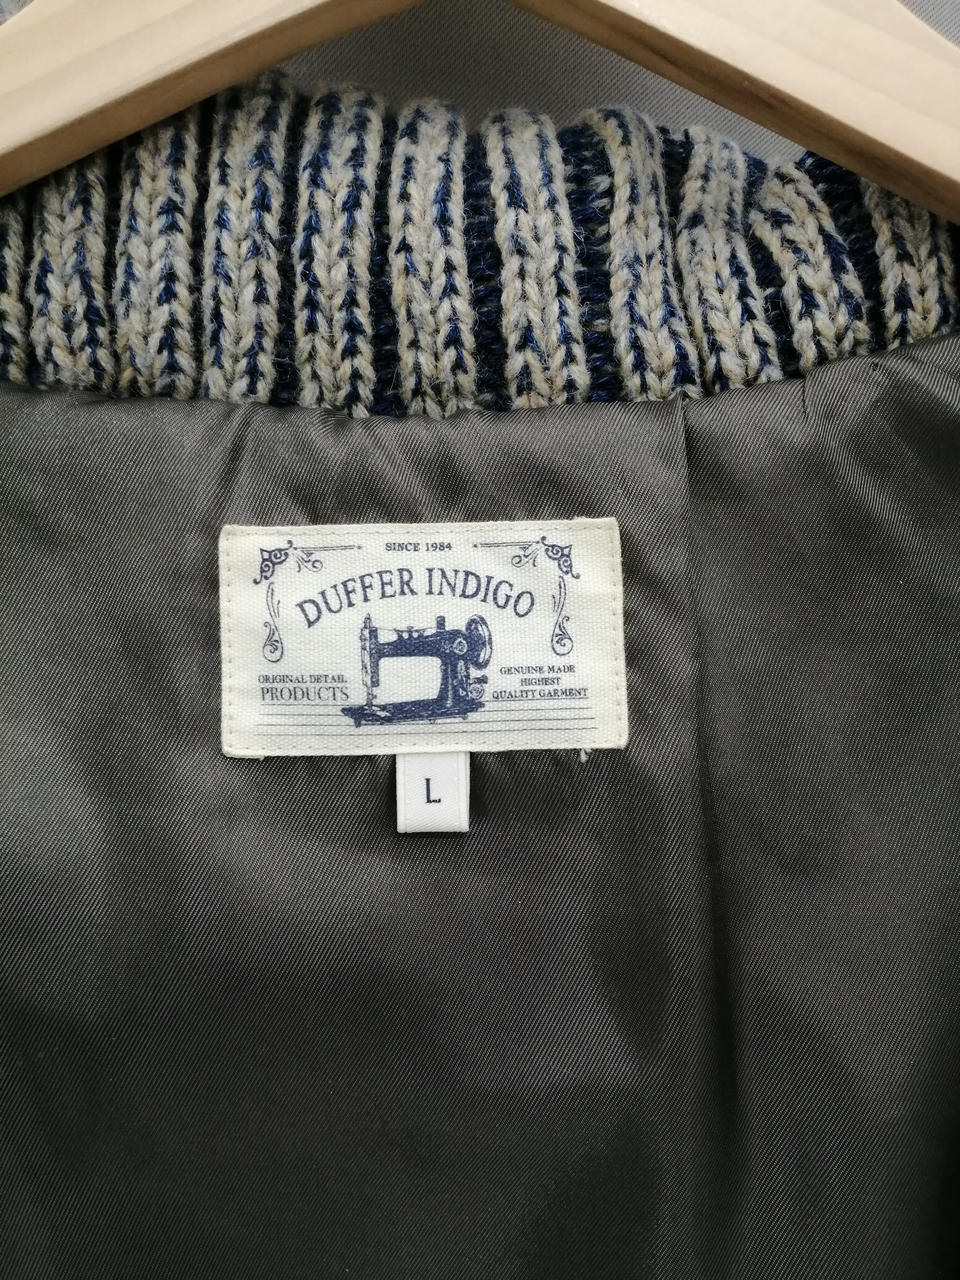 SINCE 1984
DUFFER INDIGO
ORIGINAL DETAIL
PRODUCTS
GENUINE MADE
HIGHEST
QUALITY GARMENT
L